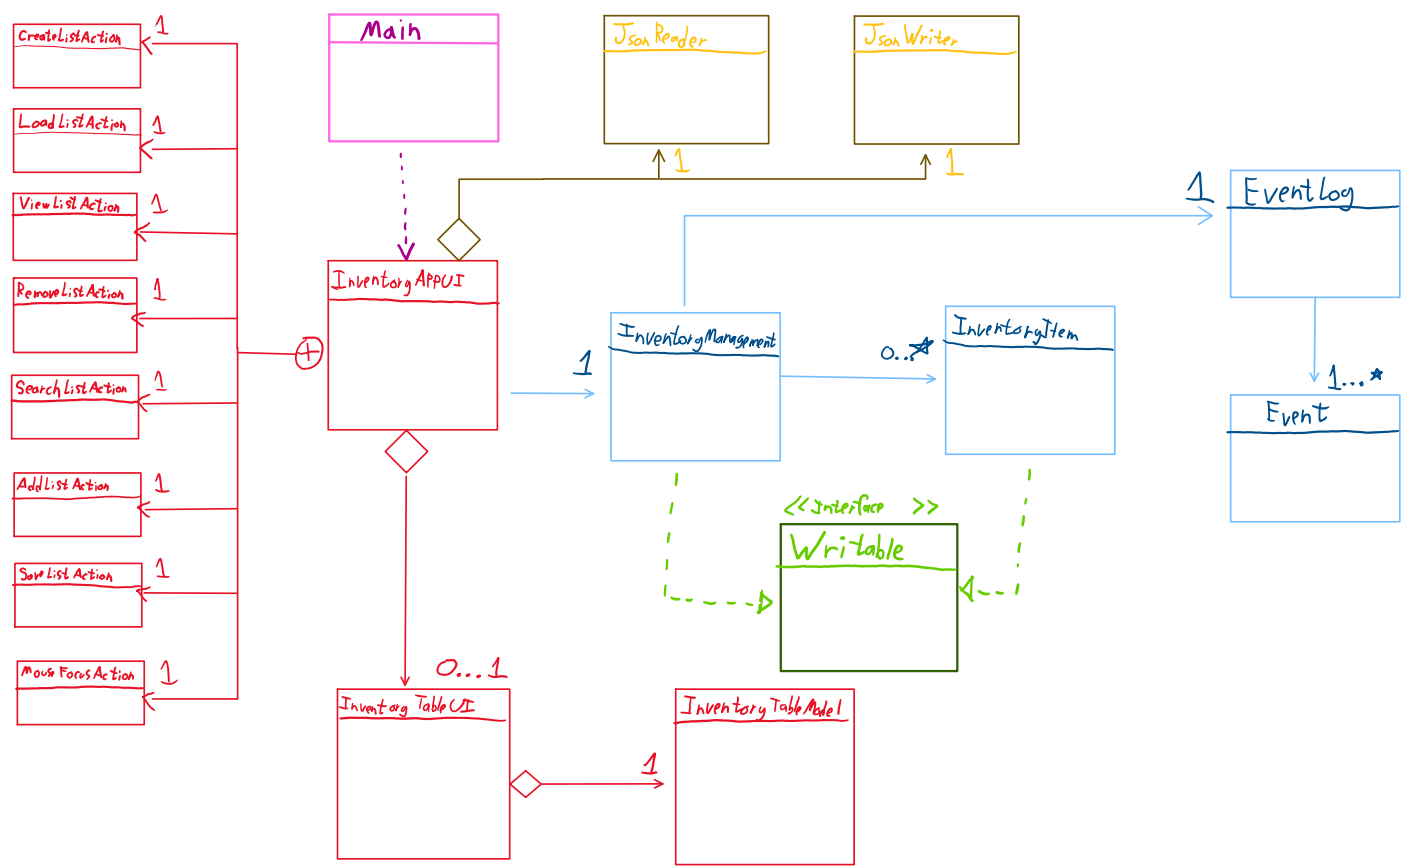 CreateListAction
1
LoadListAction
1
ViewListAction
1
RemoveListAction
1
SearchListAction
1
AddListAction
1
SaveListAction
1
MouseFocusAction
1
Main
JsonReader
1
JsonWriter
1
InventoryAppUI
1
InventoryManagement
0...*
InventoryItem
1
EventLog
1...*
Event
<<Interface >>
Writable
0...1
InventoryTableUI
1
InventoryTableModel